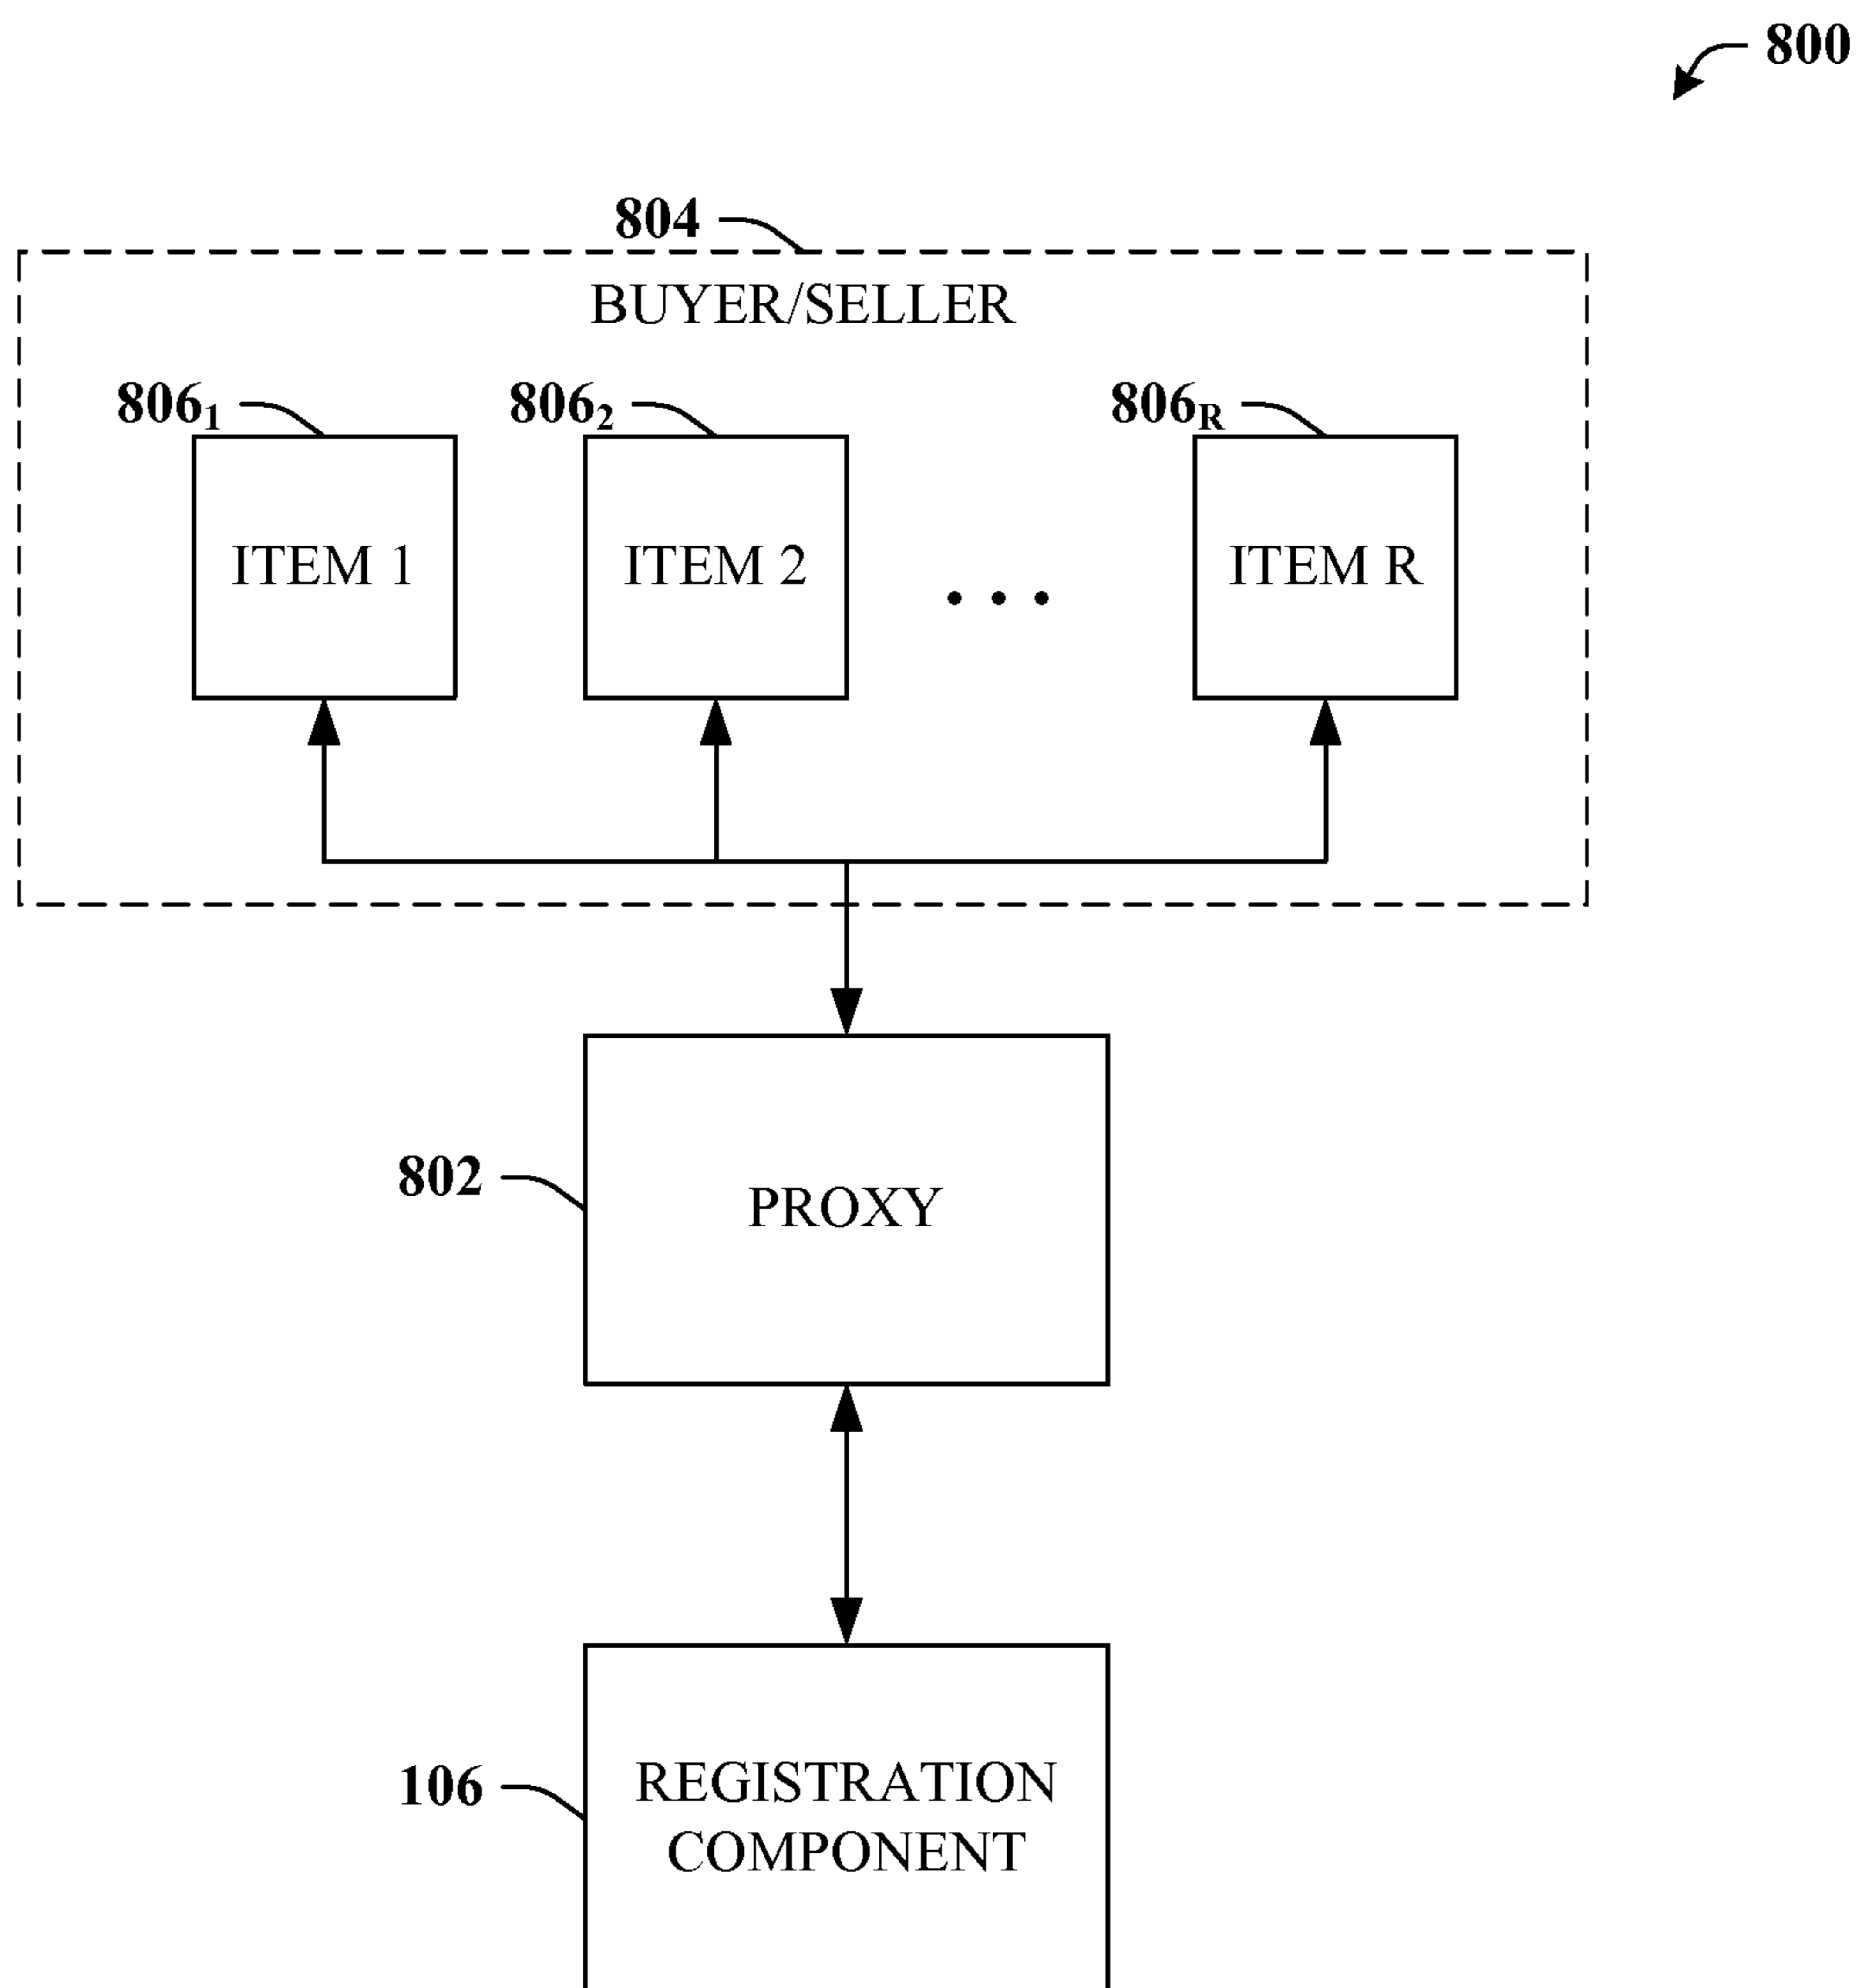 800
804
BUYER/SELLER
806₁ 806₂ 806R
ITEM 1 ITEM 2 . . . ITEM R
802
PROXY
106
REGISTRATION
COMPONENT